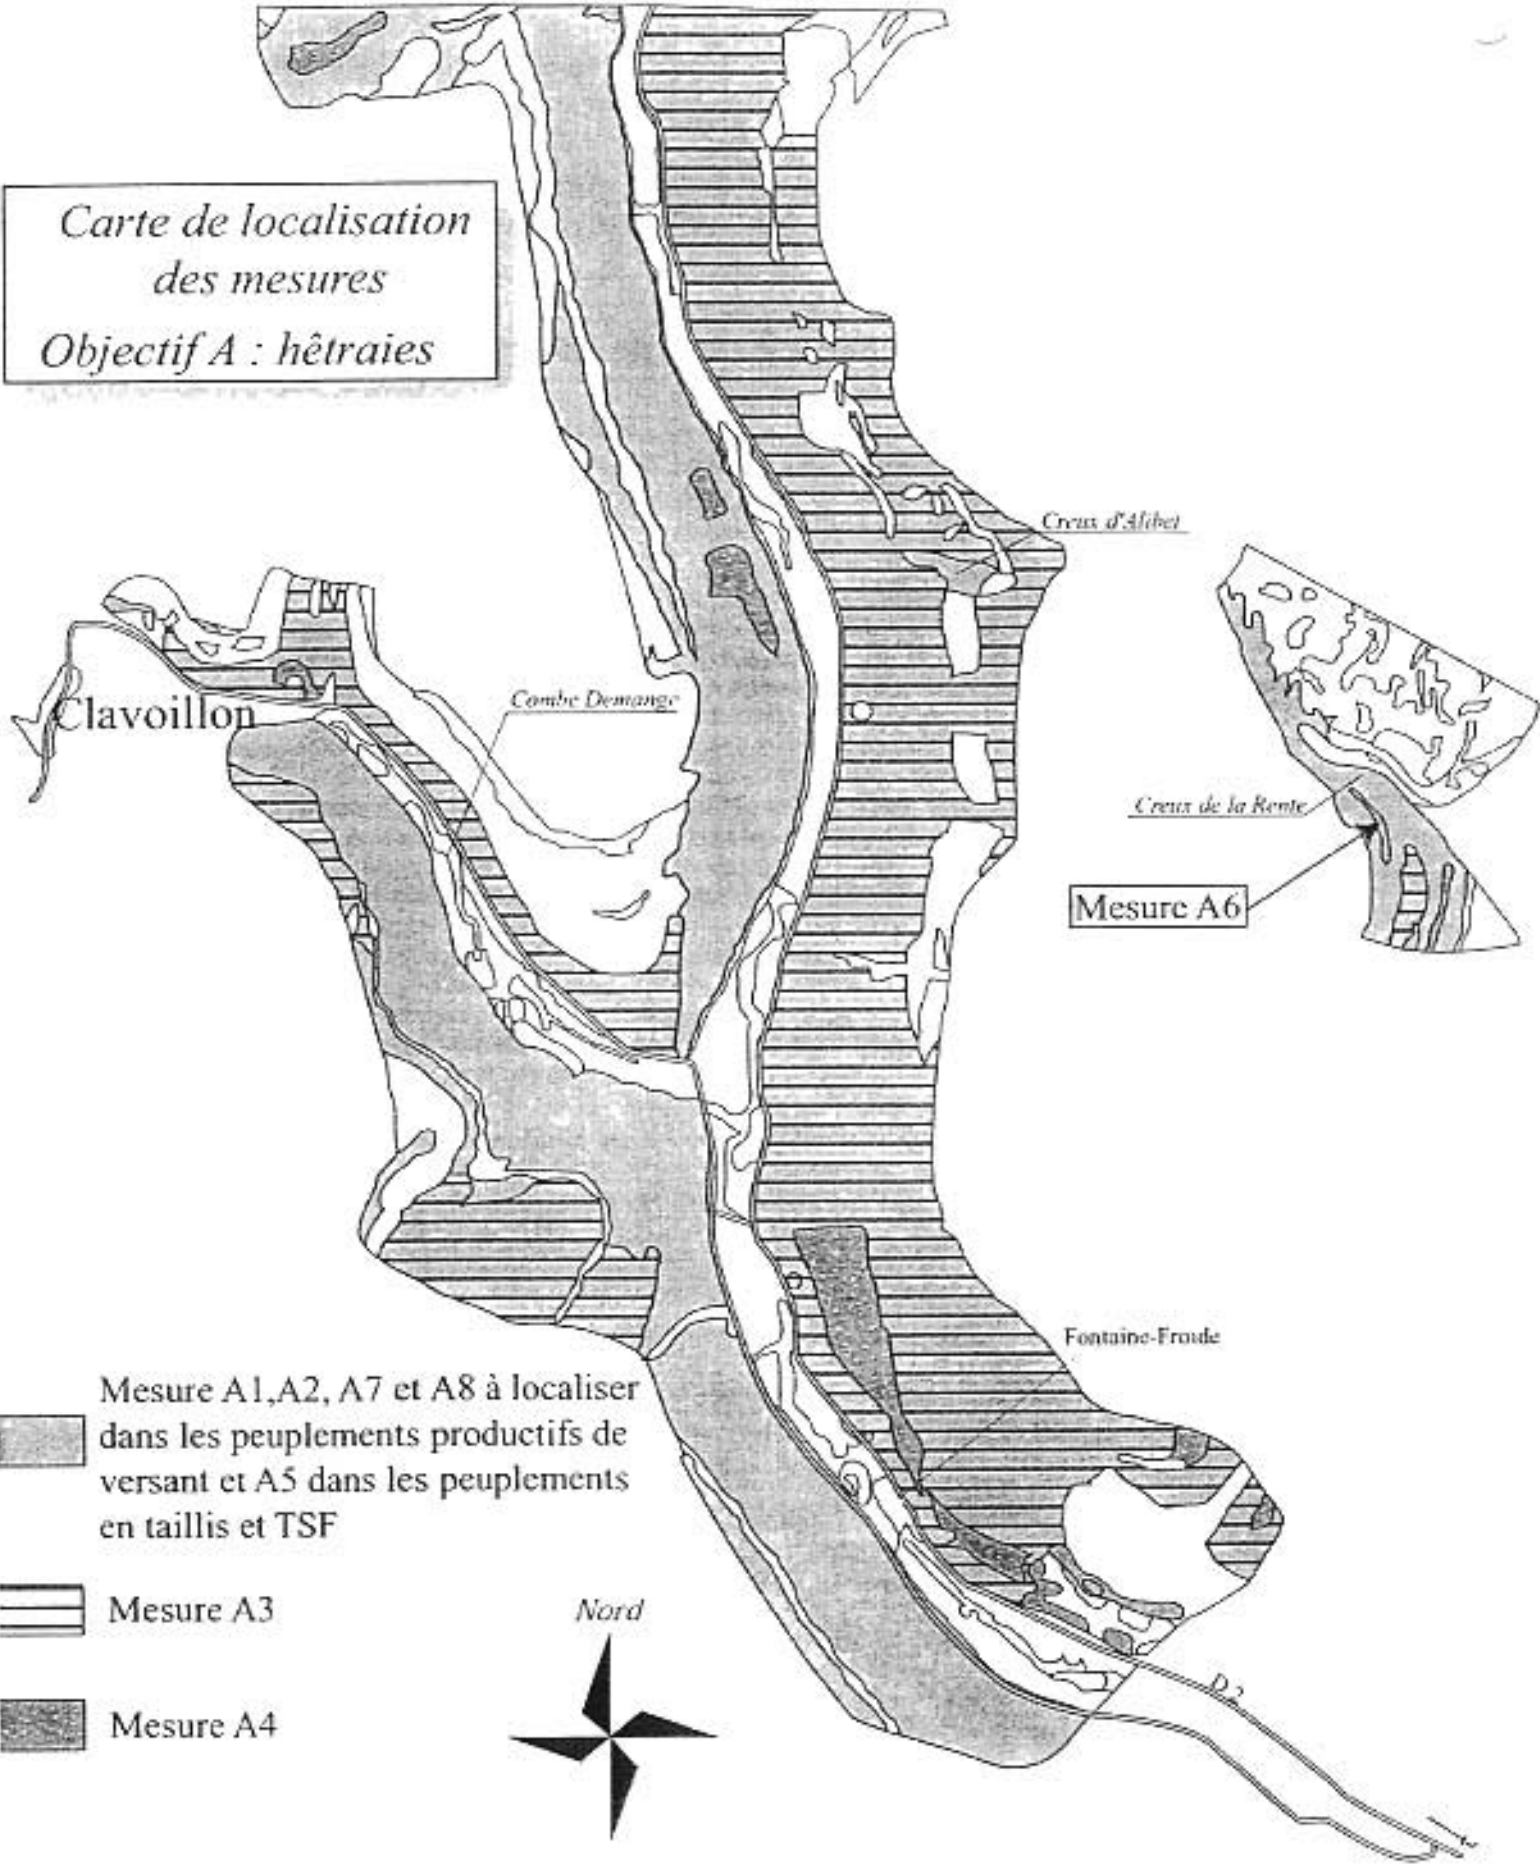 Carte de localisation
des mesures
Objectif A : hêtraies
Creux d'Alibet
Clavoillon
Combe Demange
Creux de la Rente
Mesure A6
Fontaine-Froide
Mesure A1,A2, A7 et A8 à localiser
dans les peuplements productifs de
versant et A5 dans les peuplements
en taillis et TSF
Mesure A3
Nord
Mesure A4
D 2